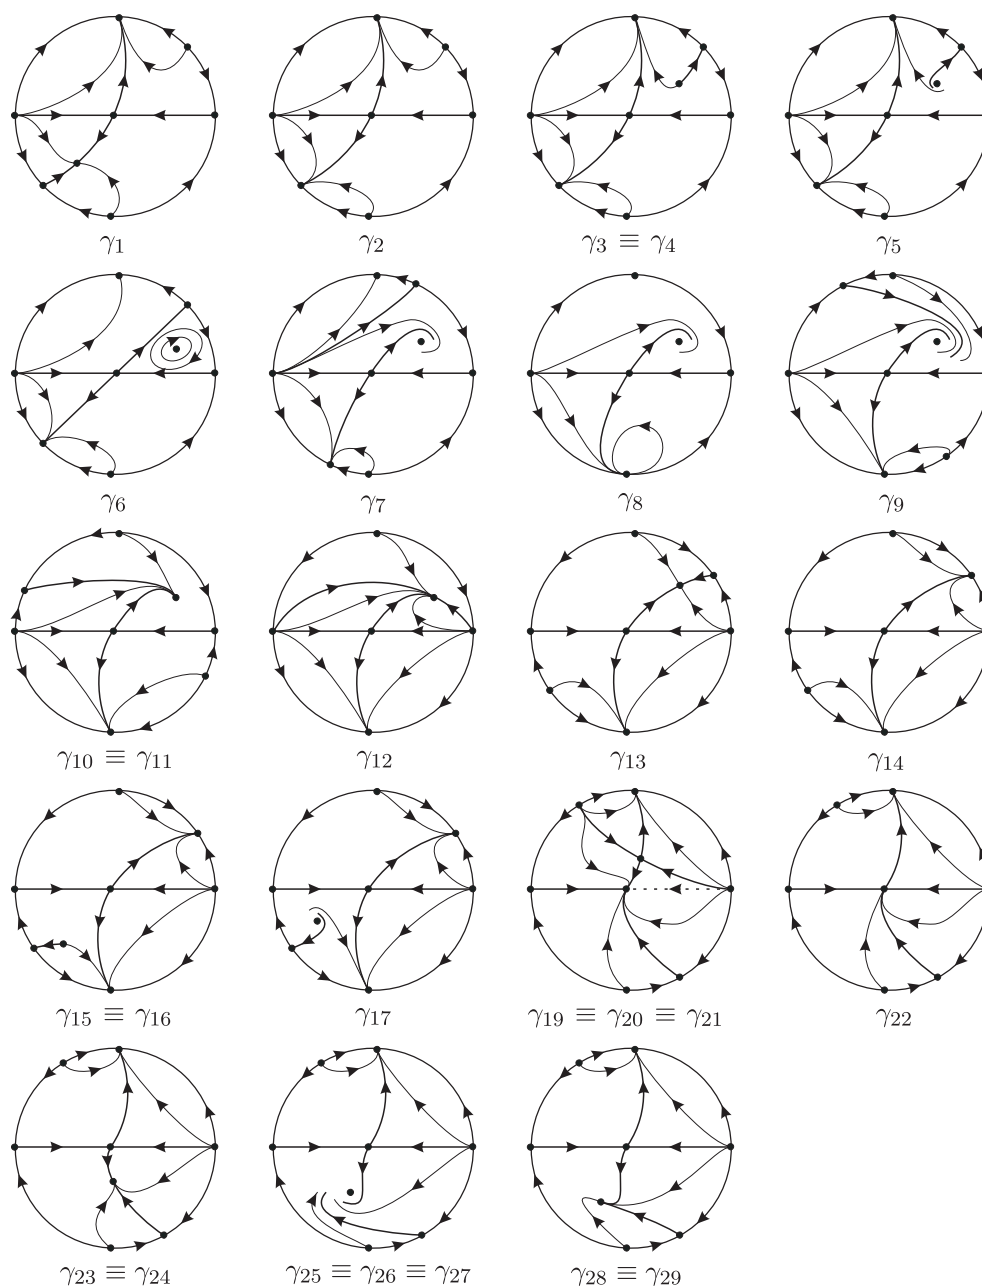 γ1 γ2 γ3 ≡ γ4 γ5
γ6 γ7 γ8 γ9
γ10 ≡ γ11 γ12 γ13 γ14
γ15 ≡ γ16 γ17 γ19 ≡ γ20 ≡ γ21 γ22
γ23 ≡ γ24 γ25 ≡ γ26 ≡ γ27 γ28 ≡ γ29